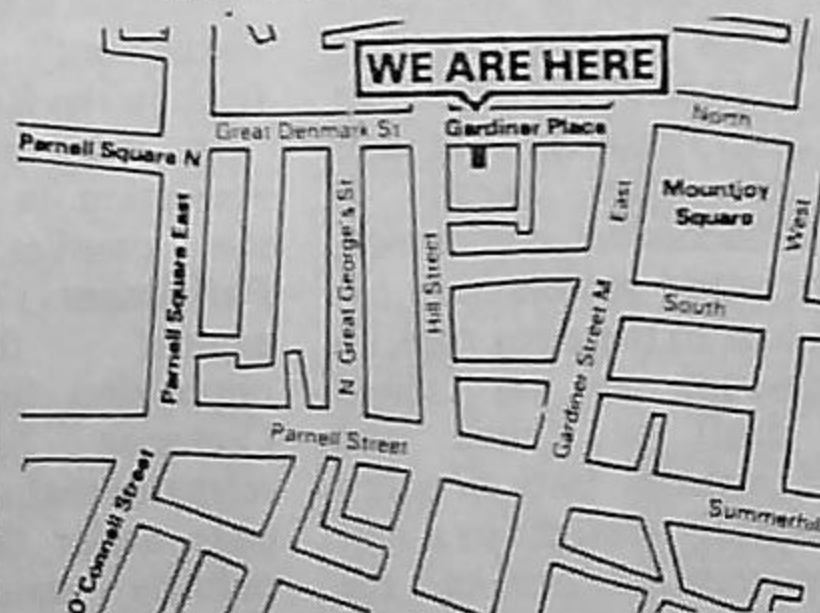 WE ARE HERE
North
Great Denmark St
Gardiner Place
Parnell Square N
Mountjoy
Square
East
West
Parnell Square East
N Great George's St
Hill Street
South
Gardiner Street M
Parnell Street
O'Connell Street
Summerhill